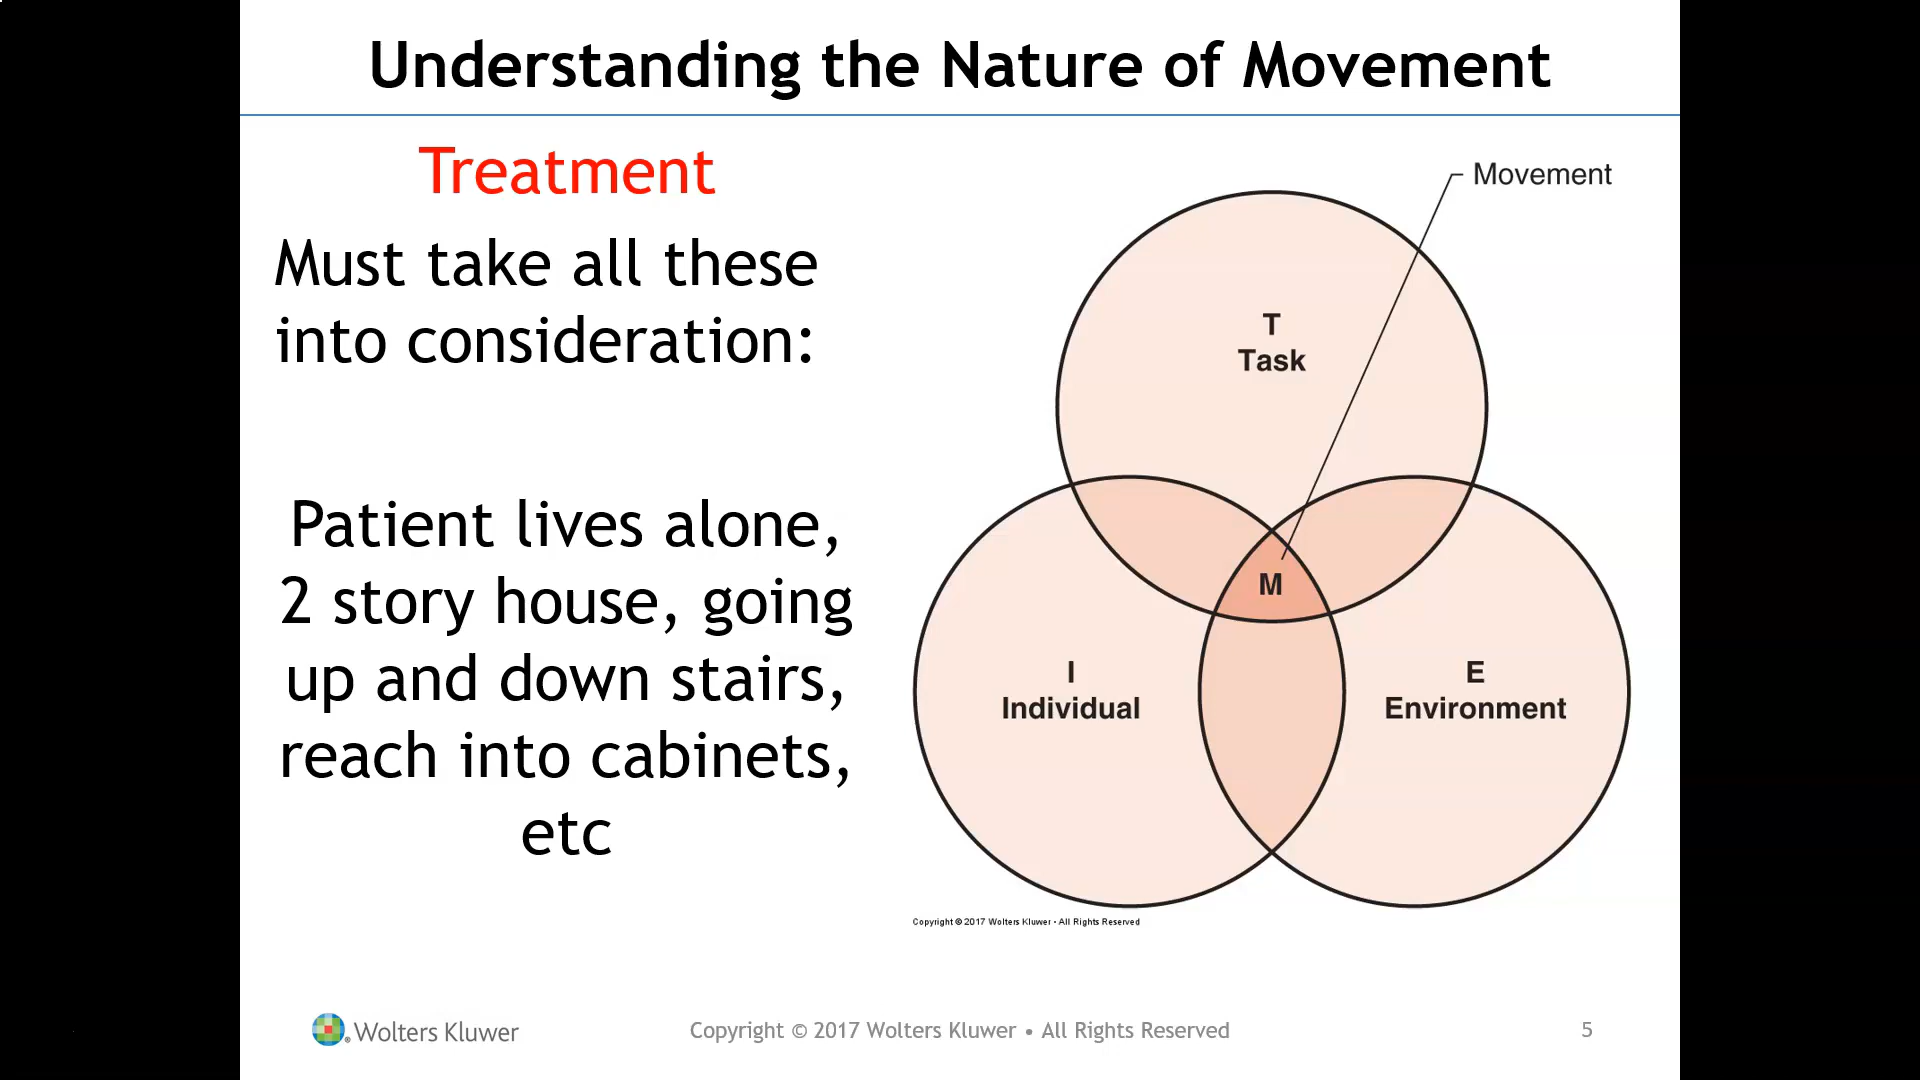 Understanding the Nature of Movement
Treatment
Must take all these
into consideration:
Patient lives alone,
2 story house, going
up and down stairs,
reach into cabinets,
etc
Movement
T
Task
M
I
Individual
E
Environment
Copyright © 2017 Wolters Kluwer • All Rights Reserved
Wolters Kluwer
Copyright © 2017 Wolters Kluwer • All Rights Reserved
5